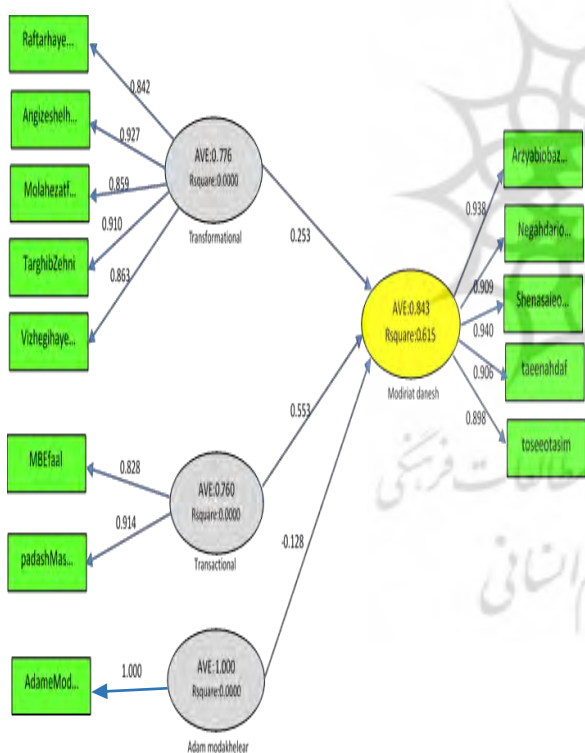 Raftarhaye...
0.842
Angizeshelh...
0.927
Molahezatf...
0.859
TarghibZehni
0.910
Vizhegihaye...
0.863
AVE:0.776
Rsquare:0.0000
Transformational
0.253
MBEfaal
0.828
padashMas...
0.914
AVE:0.760
Rsquare:0.0000
Transactional
0.553
AdameMod...
1.000
AVE:1.000
Rsquare:0.0000
Adam modakhelear
-0.128
AVE:0.843
Rsquare:0.615
Modiriat danesh
Arzyabiobaz...
0.938
Negahdario...
0.909
Shenasaieo...
0.940
taeenahdaf
0.906
toseeotasim
0.898
مطالعات فرهنگی
انسانی